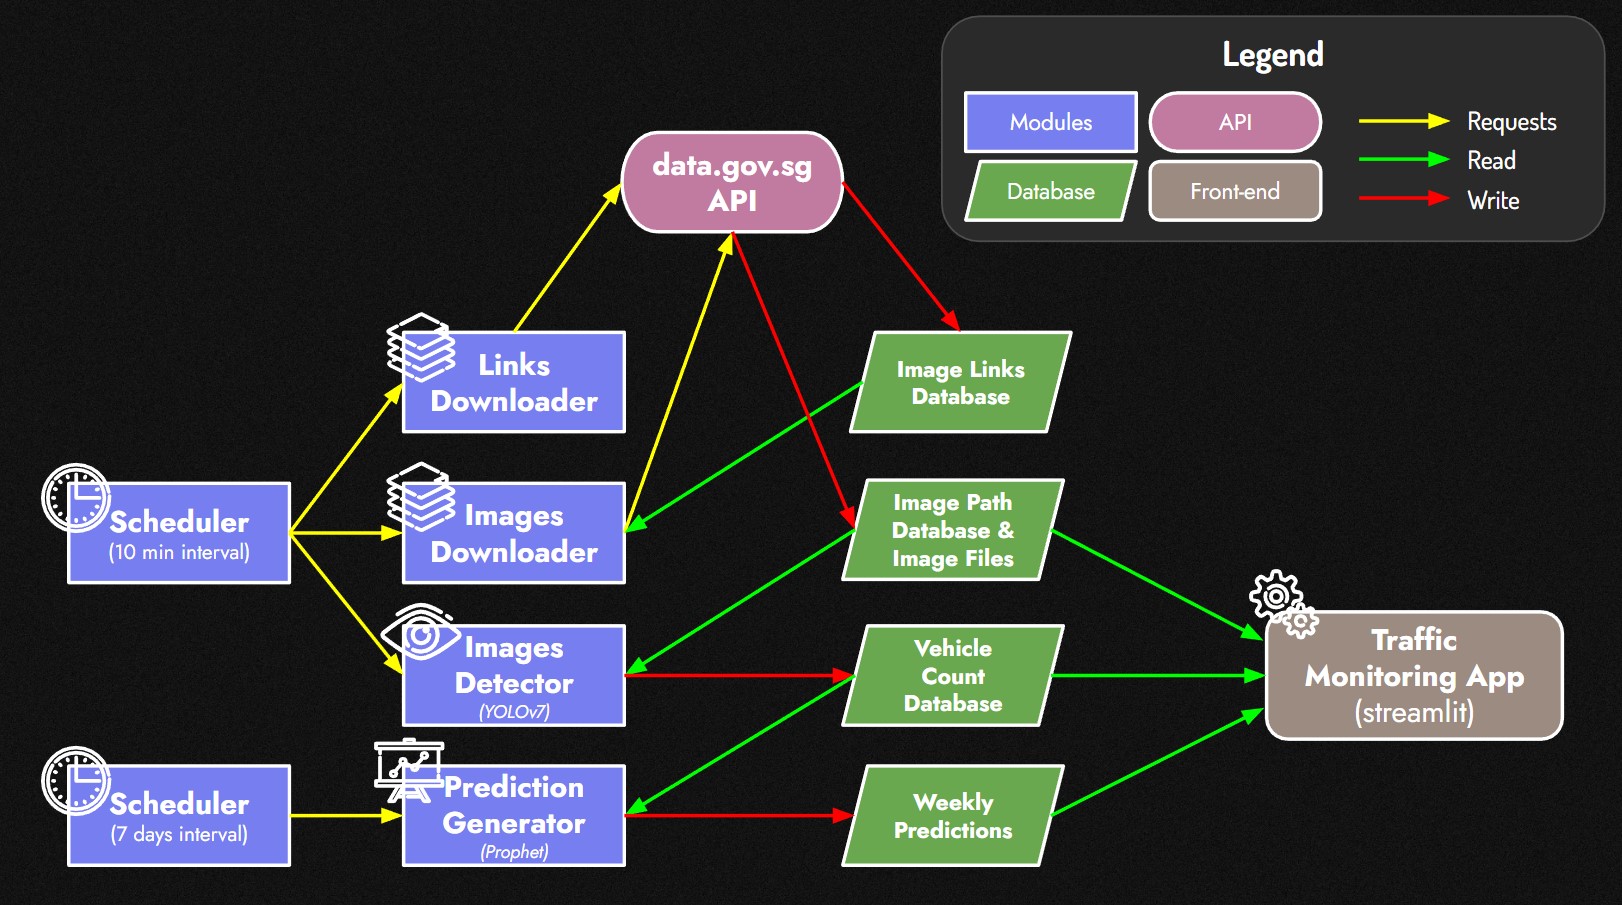 Legend
Modules
API
Requests
Read
Database
Front-end
Write
data.gov.sg
API
Links
Downloader
Image Links
Database
Scheduler
(10 min interval)
Images
Downloader
Image Path
Database &
Image Files
Images
Detector
(YOLOv7)
Vehicle
Count
Database
Traffic
Monitoring App
(streamlit)
Scheduler
(7 days interval)
Prediction
Generator
(Prophet)
Weekly
Predictions